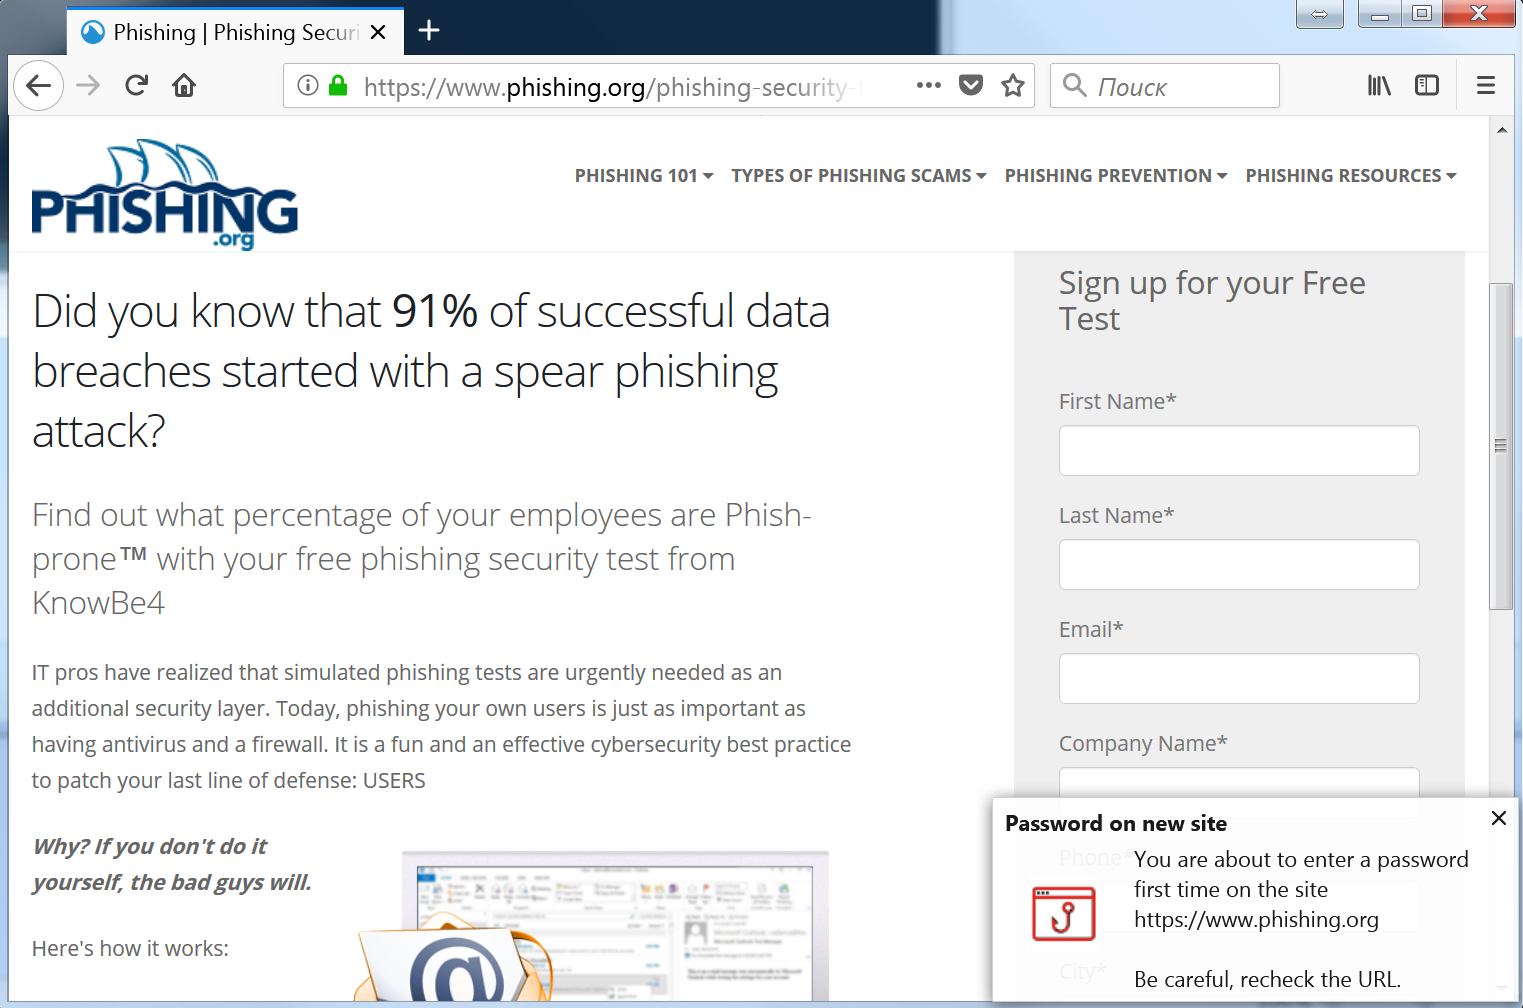 Phishing | Phishing Securi
https://www.phishing.org/phishing-security-t
Поиск
PHISHING
.org
PHISHING 101
TYPES OF PHISHING SCAMS
PHISHING PREVENTION
PHISHING RESOURCES
Did you know that 91% of successful data
breaches started with a spear phishing
attack?
Find out what percentage of your employees are Phish-
prone™ with your free phishing security test from
KnowBe4
IT pros have realized that simulated phishing tests are urgently needed as an
additional security layer. Today, phishing your own users is just as important as
having antivirus and a firewall. It is a fun and an effective cybersecurity best practice
to patch your last line of defense: USERS
Why? If you don't do it
yourself, the bad guys will.
Here's how it works:
@
Sign up for your Free
Test
First Name*
Last Name*
Email*
Company Name*
Phone*
City*
Password on new site
You are about to enter a password
first time on the site
https://www.phishing.org
Be careful, recheck the URL.